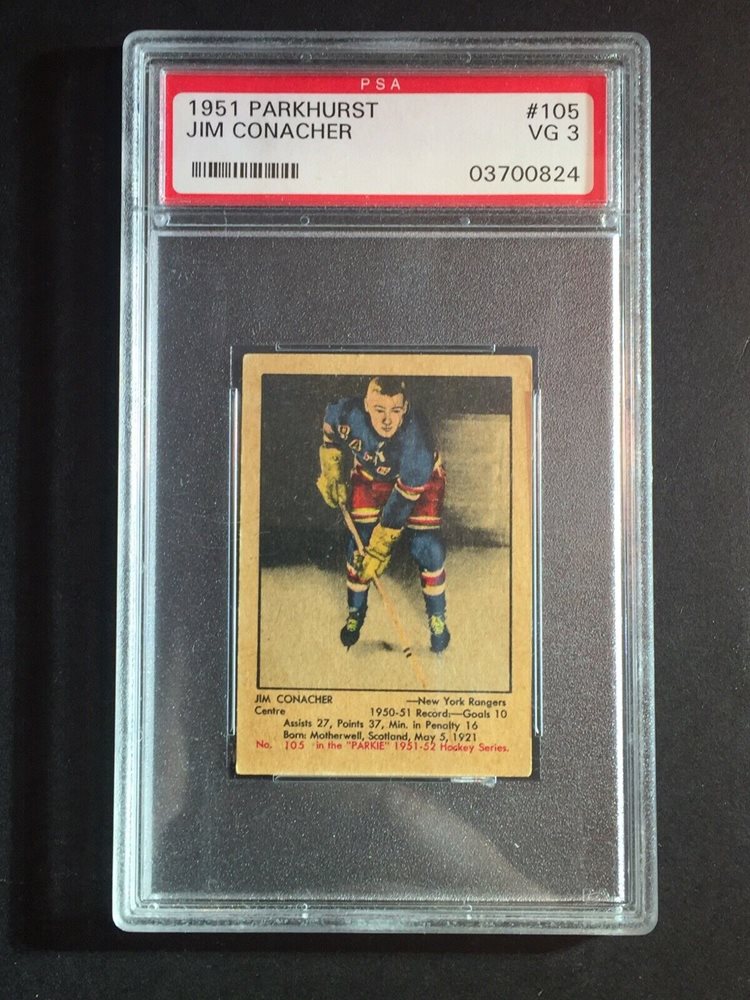 PSA
1951 PARKHURST #105
JIM CONACHER VG 3
03700824
JIM CONACHER —New York Rangers
Centre 1950-51 Record:—Goals 10
Assists 27, Points 37, Min. in Penalty 16
Born: Motherwell, Scotland, May 5, 1921
No. 105 in the "PARKIE" 1951-52 Hockey Series.